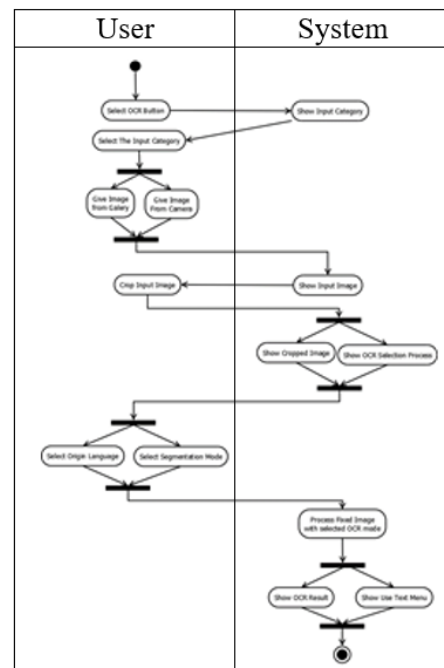 User
System
Select OCR Button
Show Input Category
Select The Input Category
Give Image
from Galery
Give Image
From Camera
Crop Input Image
Show Input Image
Show Cropped Image
Show OCR Selection Process
Select Origin Language
Select Segmentation Mode
Process Fixed Image
with selected OCR mode
Show OCR Result
Show Use Text Menu